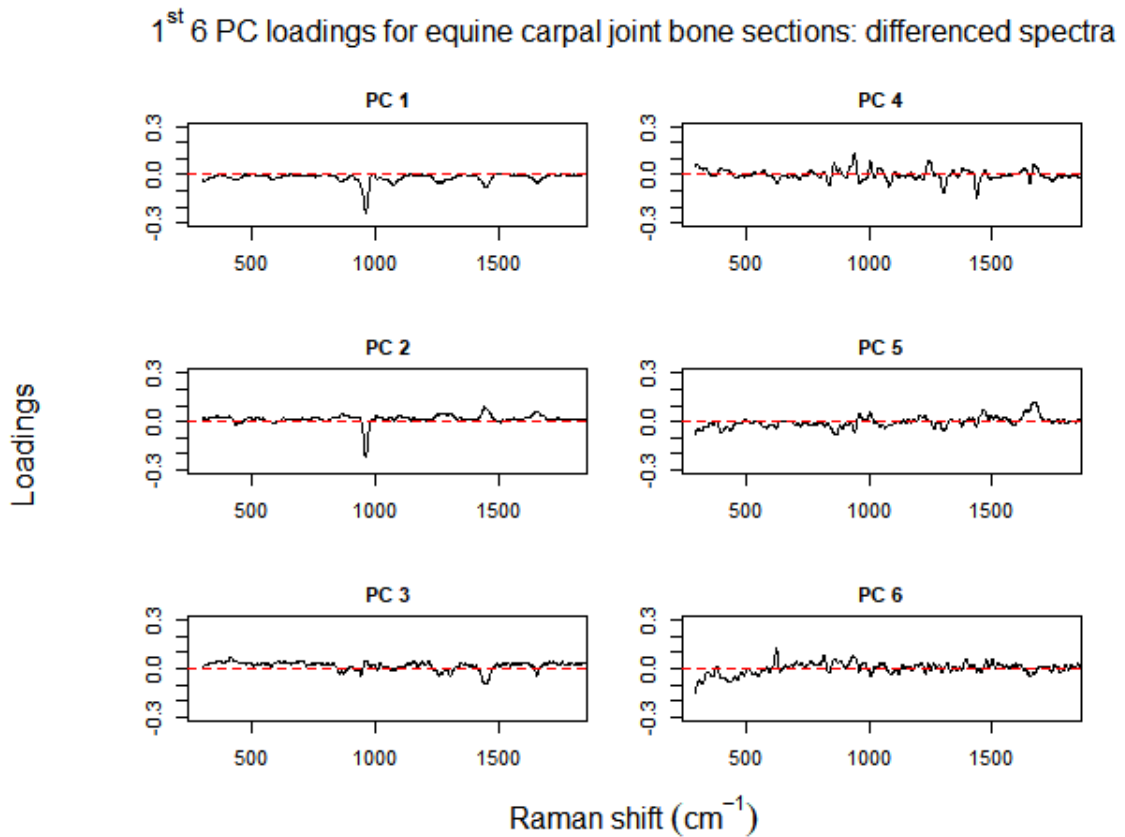 1st 6 PC loadings for equine carpal joint bone sections: differenced spectra
PC 1
0.3
0.0
-0.3
500 1000 1500
PC 4
0.3
0.0
-0.3
500 1000 1500
PC 2
0.3
0.0
-0.3
500 1000 1500
PC 5
0.3
0.0
-0.3
500 1000 1500
PC 3
0.3
0.0
-0.3
500 1000 1500
PC 6
0.3
0.0
-0.3
500 1000 1500
Loadings
Raman shift (cm−1)